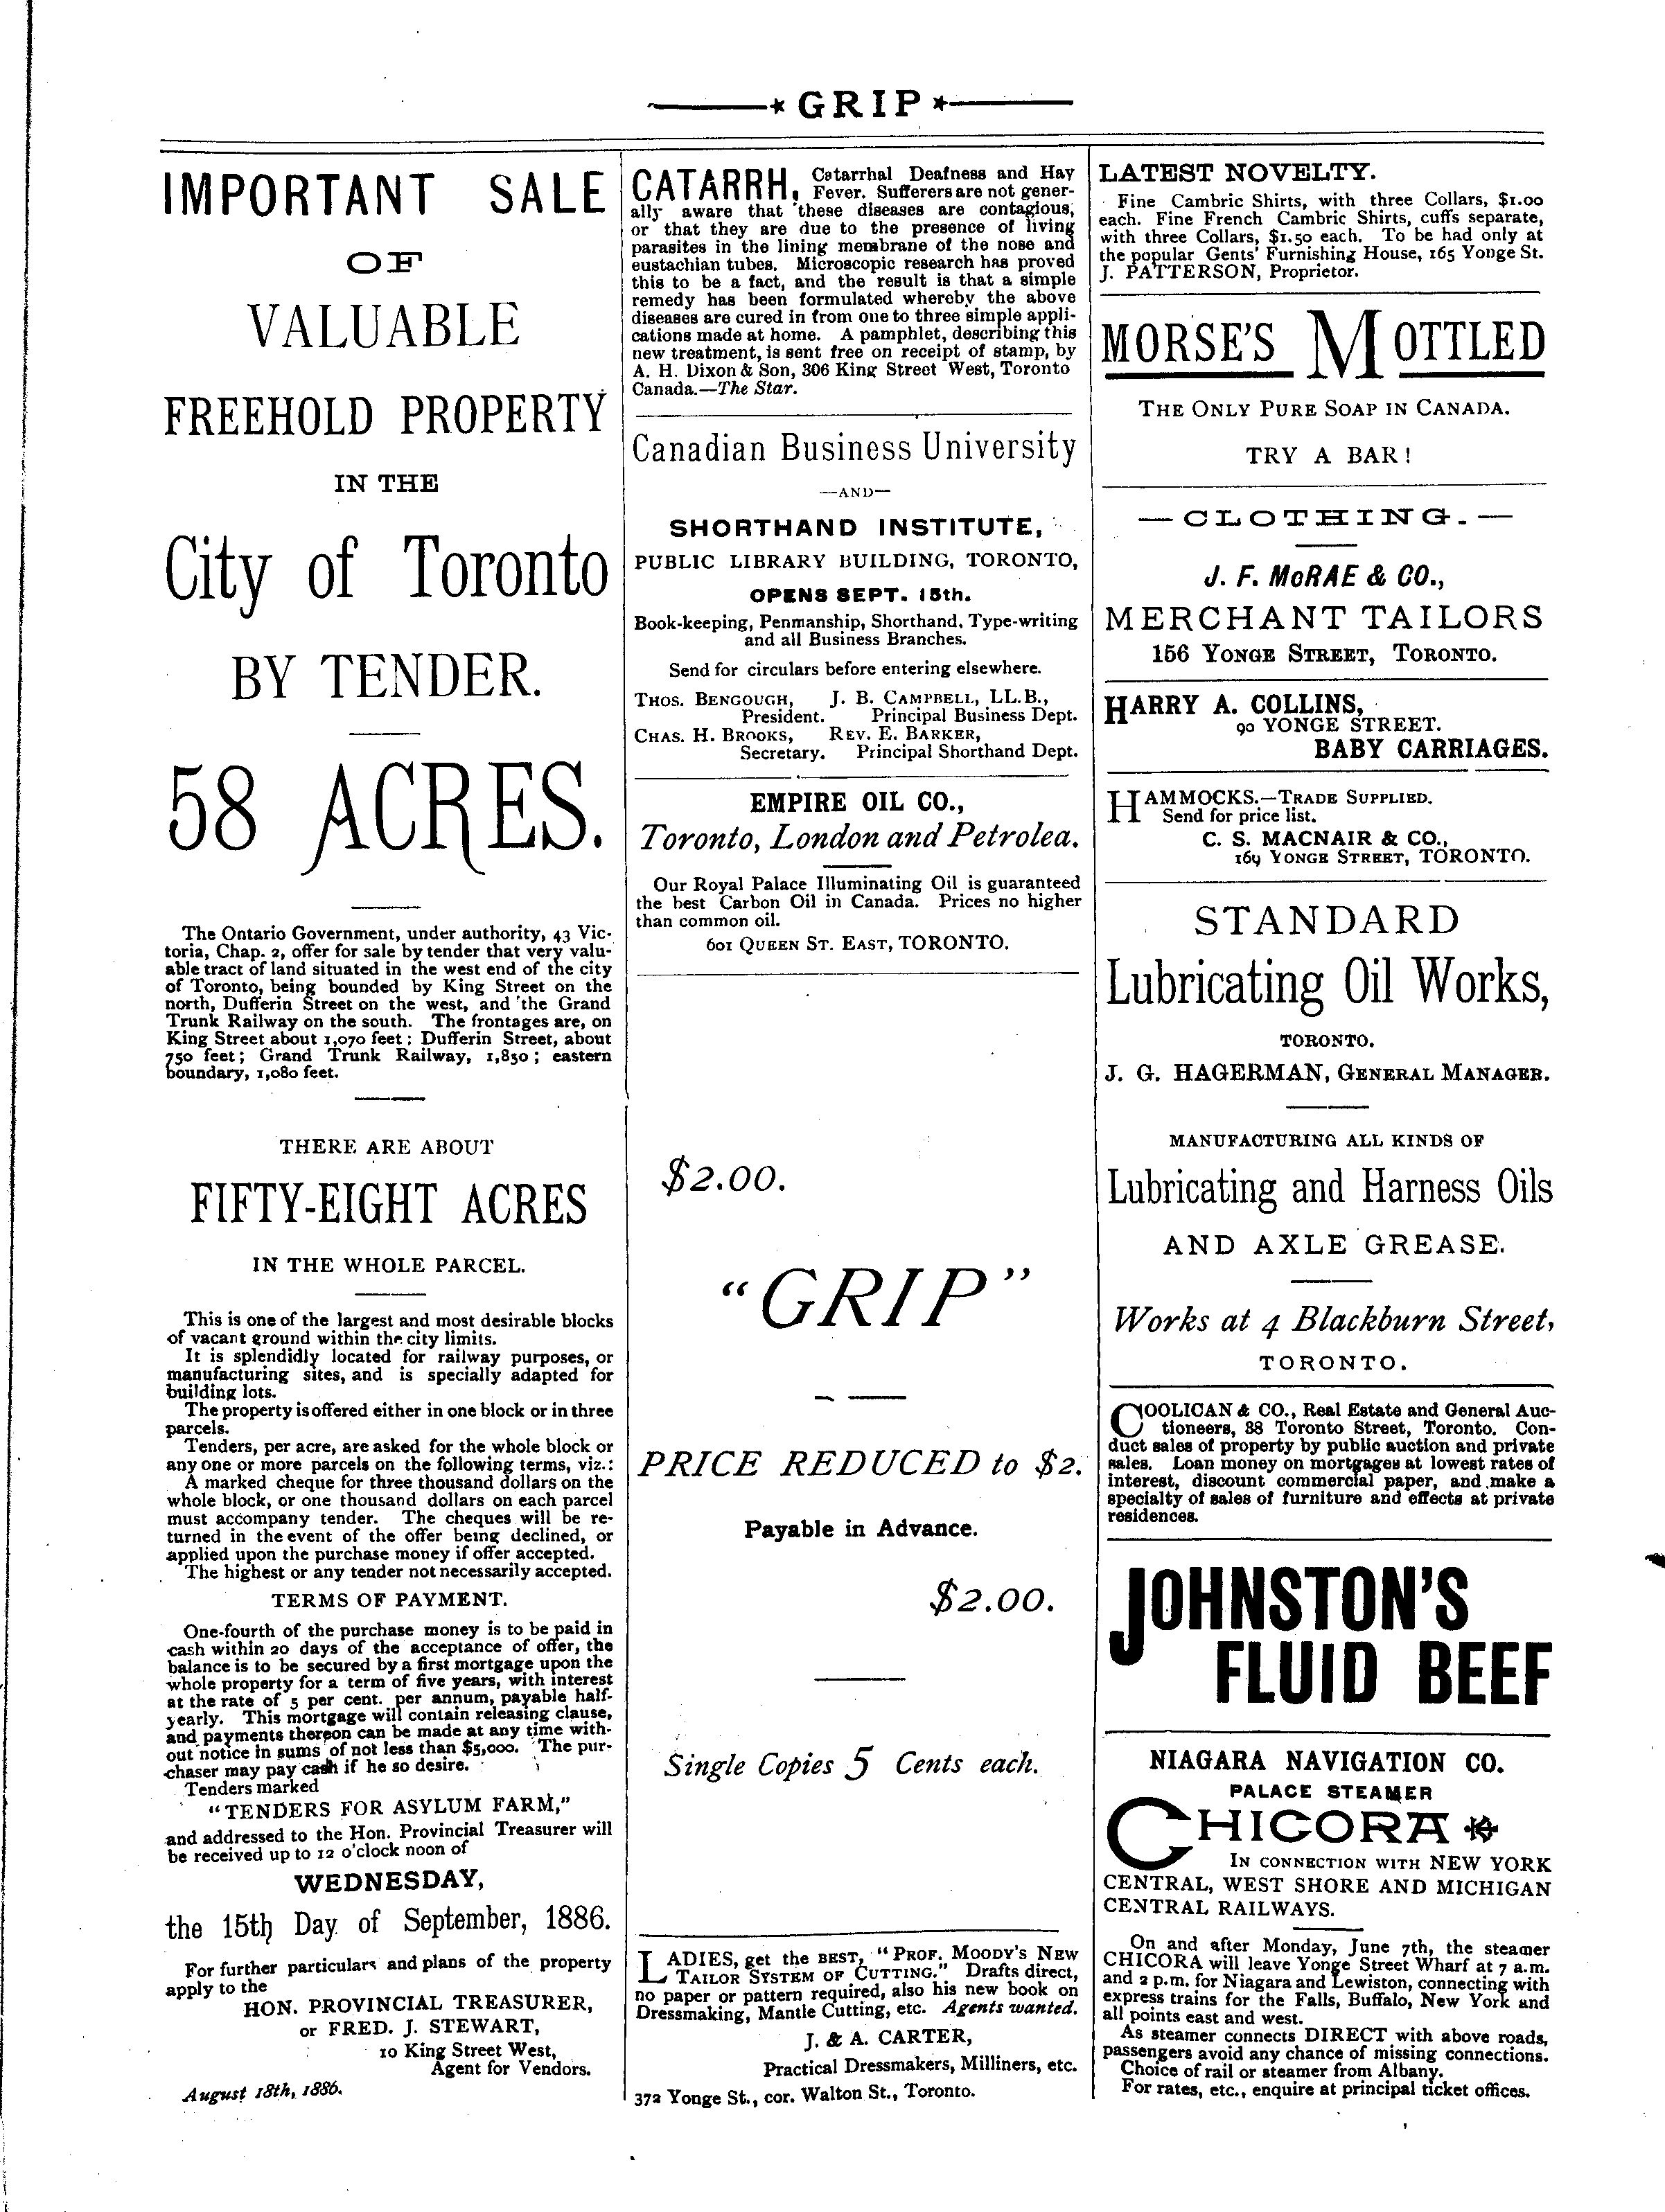 GRIP
IMPORTANT SALE
OF
VALUABLE
FREEHOLD PROPERTY
IN THE
City of Toronto
BY TENDER.
58 ACRES.
The Ontario Government, under authority, 43 Vic-
toria, Chap. 2, offer for sale by tender that very valu-
able tract of land situated in the west end of the city
of Toronto, being bounded by King Street on the
north, Dufferin Street on the west, and the Grand
Trunk Railway on the south. The frontages are, on
King Street about 1,070 feet; Dufferin Street, about
750 feet; Grand Trunk Railway, 1,850; eastern
boundary, 1,080 feet.
THERE ARE ABOUT
FIFTY-EIGHT ACRES
IN THE WHOLE PARCEL.
This is one of the largest and most desirable blocks
of vacant ground within the city limits.
It is splendidly located for railway purposes, or
manufacturing sites, and is specially adapted for
building lots.
The property is offered either in one block or in three
parcels.
Tenders, per acre, are asked for the whole block or
any one or more parcels on the following terms, viz.:
A marked cheque for three thousand dollars on the
whole block, or one thousand dollars on each parcel
must accompany tender. The cheques will be re-
turned in the event of the offer being declined, or
applied upon the purchase money if offer accepted.
The highest or any tender not necessarily accepted.
TERMS OF PAYMENT.
One-fourth of the purchase money is to be paid in
cash within 20 days of the acceptance of offer, the
balance is to be secured by a first mortgage upon the
whole property for a term of five years, with interest
at the rate of 5 per cent. per annum, payable half-
yearly. This mortgage will contain releasing clause,
and payments thereon can be made at any time with-
out notice in sums of not less than $5,000. The pur-
chaser may pay cash if he so desire.
Tenders marked
"TENDERS FOR ASYLUM FARM,"
and addressed to the Hon. Provincial Treasurer will
be received up to 12 o'clock noon of
WEDNESDAY,
the 15th Day of September, 1886.
For further particulars and plans of the property
apply to the
HON. PROVINCIAL TREASURER,
or FRED. J. STEWART,
10 King Street West,
Agent for Vendors.
August 18th, 1886.
CATARRH, Catarrhal Deafness and Hay
Fever. Sufferers are not gener-
ally aware that these diseases are contagious,
or that they are due to the presence of living
parasites in the lining membrane of the nose and
eustachian tubes. Microscopic research has proved
this to be a fact, and the result is that a simple
remedy has been formulated whereby the above
diseases are cured in from one to three simple appli-
cations made at home. A pamphlet, describing this
new treatment, is sent free on receipt of stamp, by
A. H. Dixon & Son, 306 King Street West, Toronto
Canada.—The Star.
Canadian Business University
—AND—
SHORTHAND INSTITUTE,
PUBLIC LIBRARY BUILDING, TORONTO,
OPENS SEPT. 15th.
Book-keeping, Penmanship, Shorthand, Type-writing
and all Business Branches.
Send for circulars before entering elsewhere.
THOS. BENGOUGH, J. B. CAMPBELL, LL.B.,
President. Principal Business Dept.
CHAS. H. BROOKS, REV. E. BARKER,
Secretary. Principal Shorthand Dept.
EMPIRE OIL CO.,
Toronto, London and Petrolea.
Our Royal Palace Illuminating Oil is guaranteed
the best Carbon Oil in Canada. Prices no higher
than common oil.
601 QUEEN ST. EAST, TORONTO.
$2.00.
"GRIP"
PRICE REDUCED to $2.
Payable in Advance.
$2.00.
Single Copies 5 Cents each.
LADIES, get the BEST, "PROF. MOODY'S NEW
TAILOR SYSTEM OF CUTTING." Drafts direct,
no paper or pattern required, also his new book on
Dressmaking, Mantle Cutting, etc. Agents wanted.
J. & A. CARTER,
Practical Dressmakers, Milliners, etc.
372 Yonge St., cor. Walton St., Toronto.
LATEST NOVELTY.
Fine Cambric Shirts, with three Collars, $1.00
each. Fine French Cambric Shirts, cuffs separate,
with three Collars, $1.50 each. To be had only at
the popular Gents' Furnishing House, 165 Yonge St.
J. PATTERSON, Proprietor.
MORSE'S MOTTLED
THE ONLY PURE SOAP IN CANADA.
TRY A BAR!
—CLOTHING.—
J. F. McRAE & CO.,
MERCHANT TAILORS
156 YONGE STREET, TORONTO.
HARRY A. COLLINS,
90 YONGE STREET.
BABY CARRIAGES.
HAMMOCKS.—TRADE SUPPLIED.
Send for price list.
C. S. MACNAIR & CO.,
169 YONGE STREET, TORONTO.
STANDARD
Lubricating Oil Works,
TORONTO.
J. G. HAGERMAN, GENERAL MANAGER.
MANUFACTURING ALL KINDS OF
Lubricating and Harness Oils
AND AXLE GREASE.
Works at 4 Blackburn Street,
TORONTO.
COOLICAN & CO., Real Estate and General Auc-
tioneers, 38 Toronto Street, Toronto. Con-
duct sales of property by public auction and private
sales. Loan money on mortgages at lowest rates of
interest, discount commercial paper, and make a
specialty of sales of furniture and effects at private
residences.
JOHNSTON'S
FLUID BEEF
NIAGARA NAVIGATION CO.
PALACE STEAMER
CHICORA
IN CONNECTION WITH NEW YORK
CENTRAL, WEST SHORE AND MICHIGAN
CENTRAL RAILWAYS.
On and after Monday, June 7th, the steamer
CHICORA will leave Yonge Street Wharf at 7 a.m.
and 2 p.m. for Niagara and Lewiston, connecting with
express trains for the Falls, Buffalo, New York and
all points east and west.
As steamer connects DIRECT with above roads,
passengers avoid any chance of missing connections.
Choice of rail or steamer from Albany.
For rates, etc., enquire at principal ticket offices.